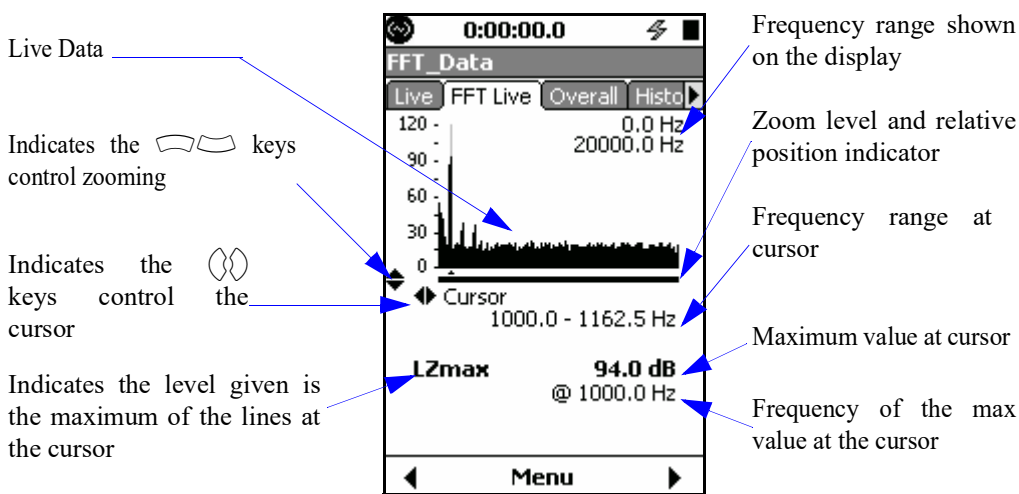 Live Data
Indicates the keys
control zooming
Indicates the
keys control the
cursor
Indicates the level given is
the maximum of the lines at
the cursor
0:00:00.0
FFT_Data
Live FFT Live Overall Histo
120
90
60
30
0
0.0 Hz
20000.0 Hz
Cursor
1000.0 - 1162.5 Hz
LZmax 94.0 dB
@ 1000.0 Hz
Menu
Frequency range shown
on the display
Zoom level and relative
position indicator
Frequency range at
cursor
Maximum value at cursor
Frequency of the max
value at the cursor